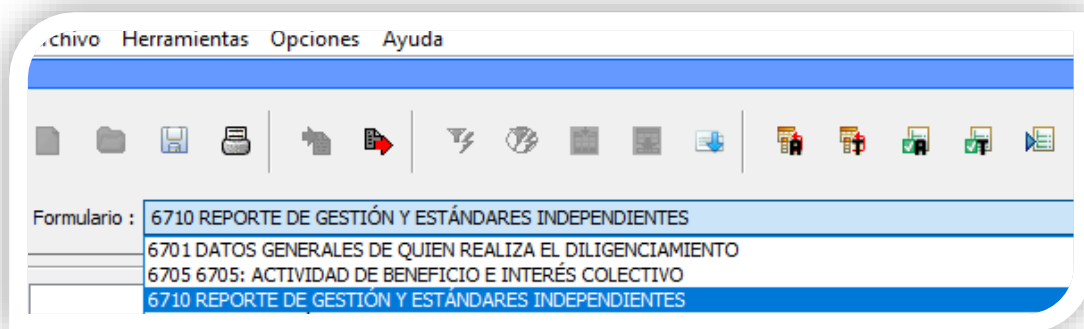 Archivo Herramientas Opciones Ayuda
Formulario : 6710 REPORTE DE GESTIÓN Y ESTÁNDARES INDEPENDIENTES
6701 DATOS GENERALES DE QUIEN REALIZA EL DILIGENCIAMIENTO
6705 6705: ACTIVIDAD DE BENEFICIO E INTERÉS COLECTIVO
6710 REPORTE DE GESTIÓN Y ESTÁNDARES INDEPENDIENTES